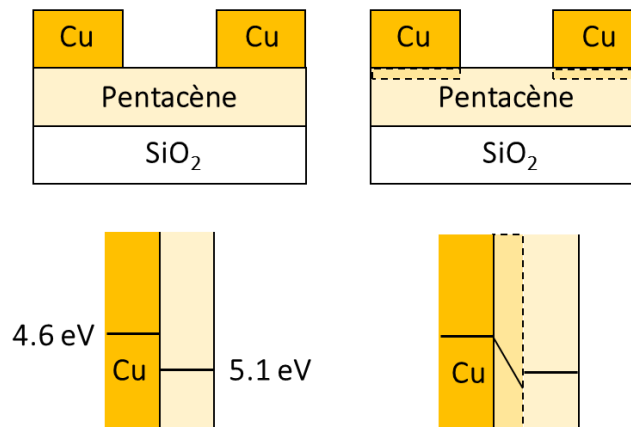 Cu Cu Cu Cu
Pentacène Pentacène
SiO₂ SiO₂
4.6 eV
Cu 5.1 eV Cu